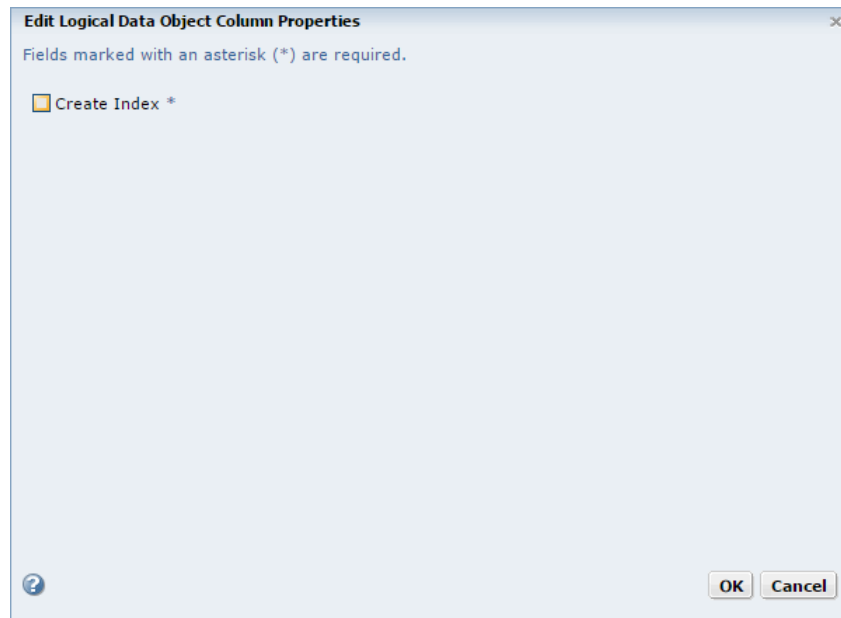 Edit Logical Data Object Column Properties
Fields marked with an asterisk (*) are required.
Create Index *
OK Cancel